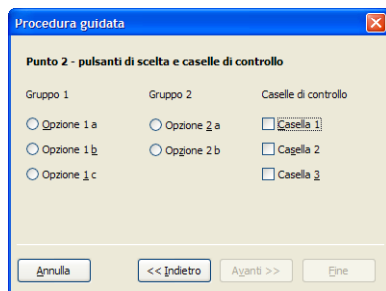 Procedura guidata
Punto 2 - pulsanti di scelta e caselle di controllo
Gruppo 1 Gruppo 2 Caselle di controllo
Opzione 1 a Opzione 2 a Casella 1
Opzione 1 b Opzione 2 b Casella 2
Opzione 1 c Casella 3
Annulla << Indietro Avanti >> Fine